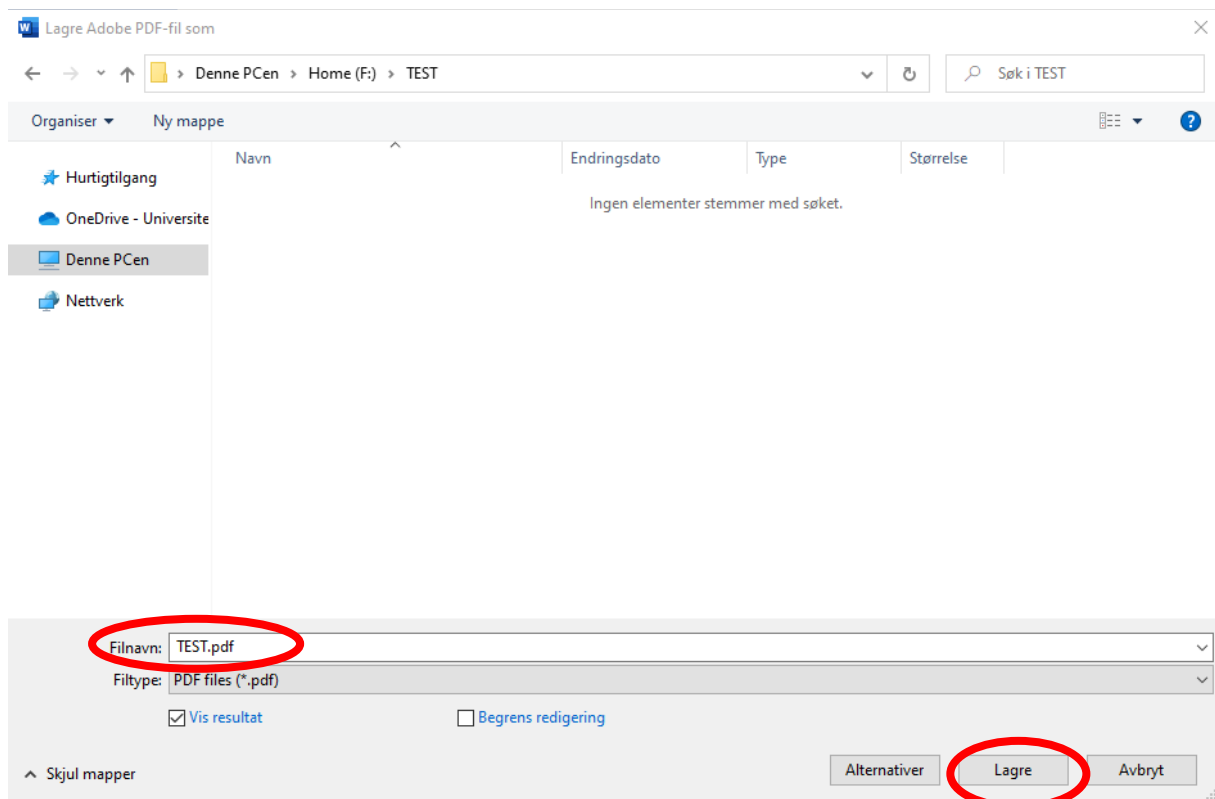 Lagre Adobe PDF-fil som
Denne PCen > Home (F:) > TEST
Søk i TEST
Organiser
Ny mappe
Navn
Endringsdato
Type
Størrelse
Ingen elementer stemmer med søket.
Hurtigtilgang
OneDrive - Universite
Denne PCen
Nettverk
Filnavn: TEST.pdf
Filtype: PDF files (*.pdf)
Vis resultat
Begrens redigering
Skjul mapper
Alternativer
Lagre
Avbryt